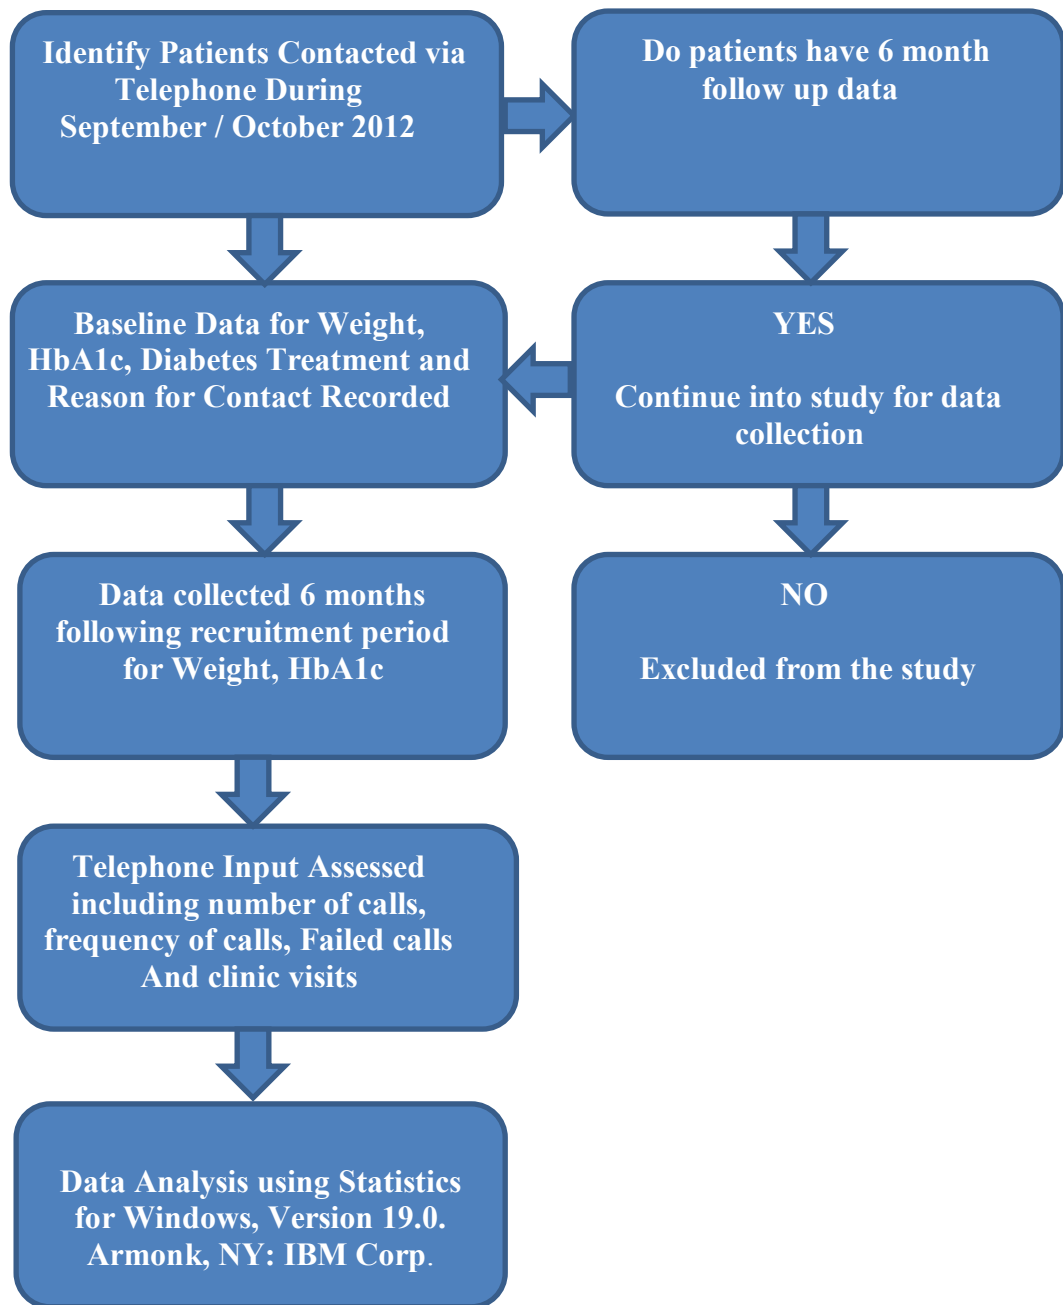 Identify Patients Contacted via
Telephone During
September / October 2012
Do patients have 6 month
follow up data
Baseline Data for Weight,
HbA1c, Diabetes Treatment and
Reason for Contact Recorded
YES
Continue into study for data
collection
Data collected 6 months
following recruitment period
for Weight, HbA1c
NO
Excluded from the study
Telephone Input Assessed
including number of calls,
frequency of calls, Failed calls
And clinic visits
Data Analysis using Statistics
for Windows, Version 19.0.
Armonk, NY: IBM Corp.